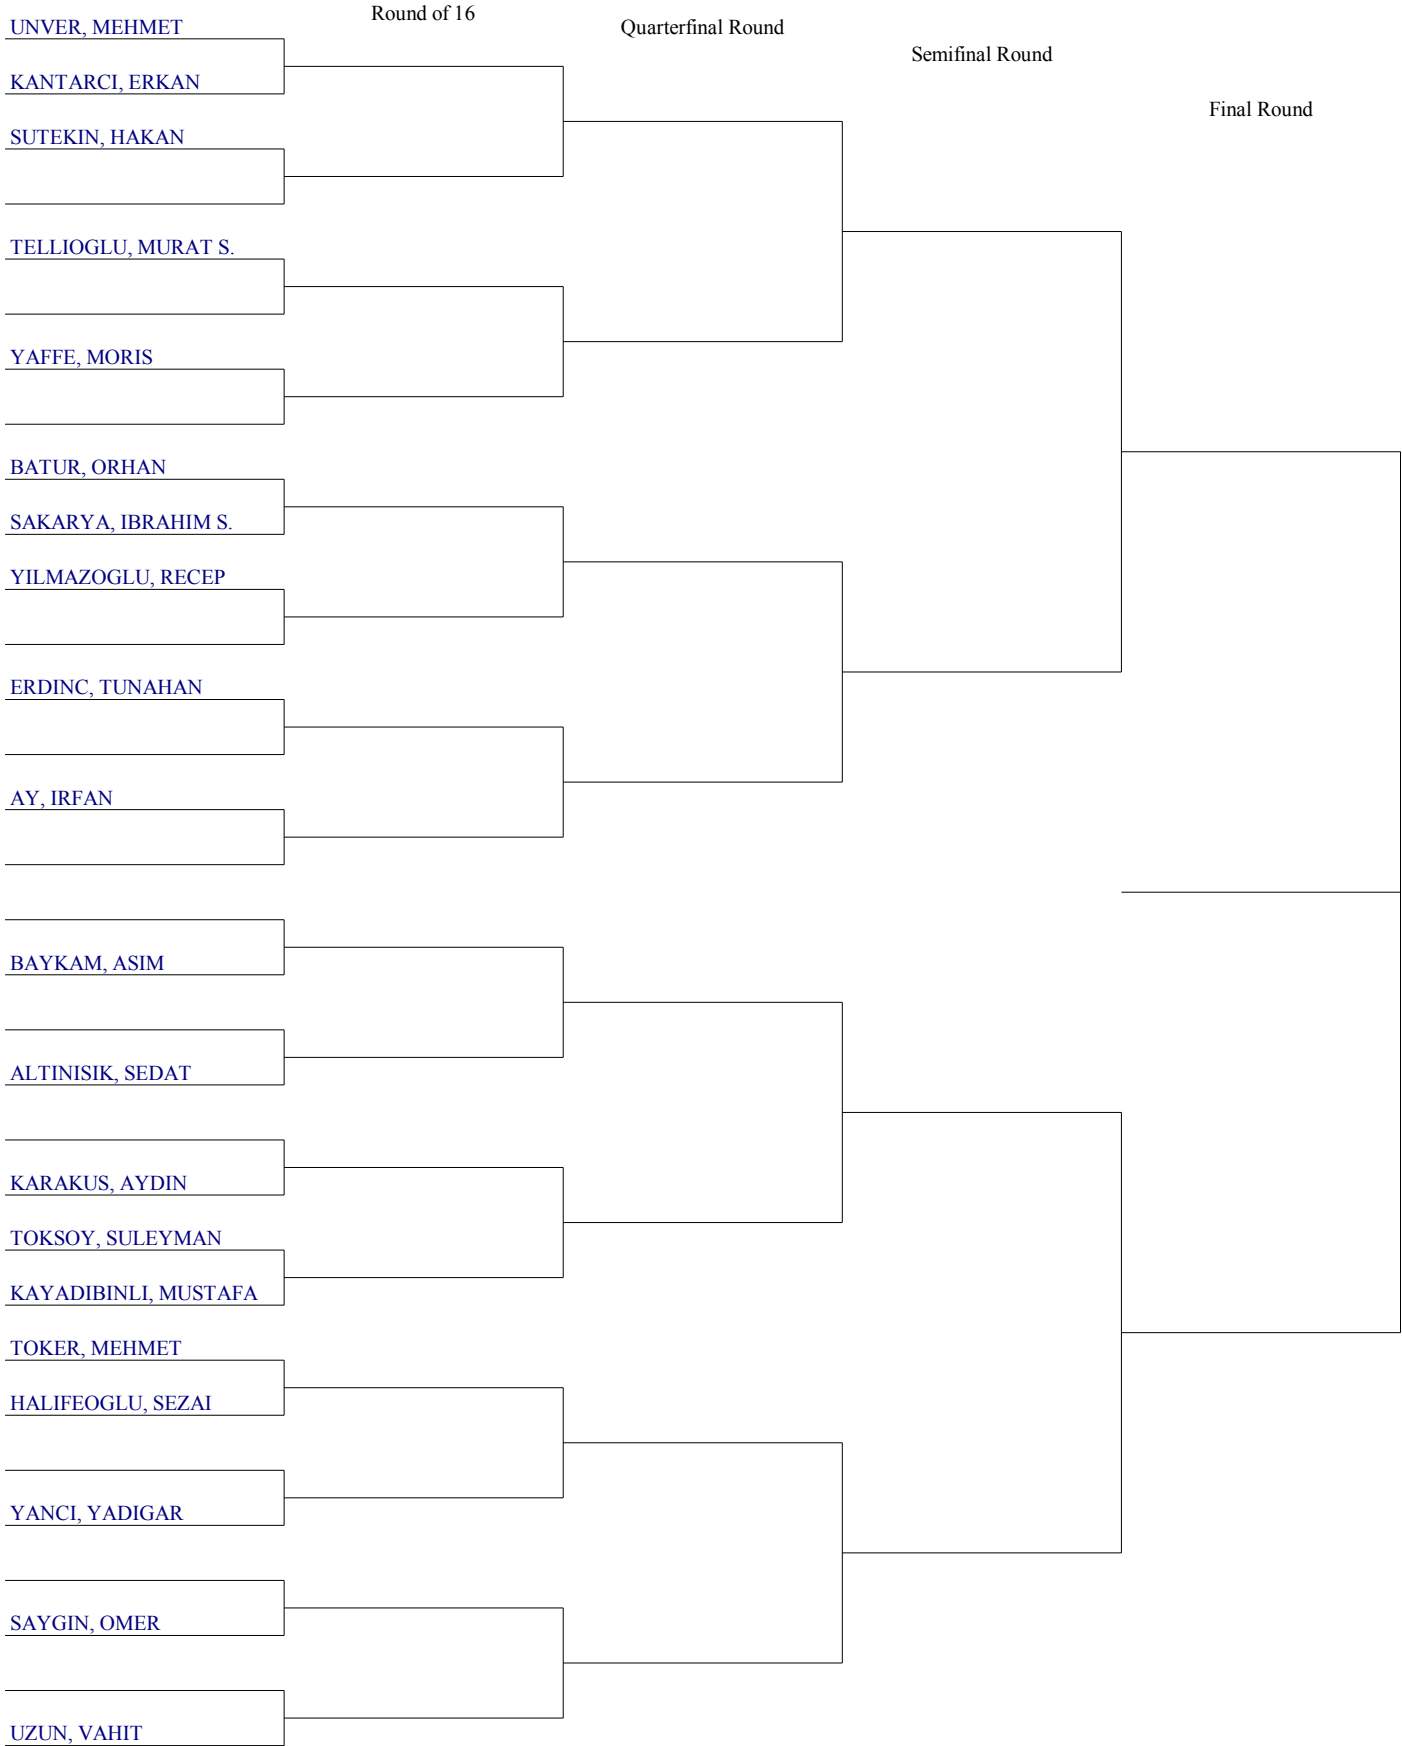 UNVER, MEHMET
Round of 16
Quarterfinal Round
Semifinal Round
Final Round
KANTARCI, ERKAN
SUTEKIN, HAKAN
TELLIOGLU, MURAT S.
YAFFE, MORIS
BATUR, ORHAN
SAKARYA, IBRAHIM S.
YILMAZOGLU, RECEP
ERDINC, TUNAHAN
AY, IRFAN
BAYKAM, ASIM
ALTINISIK, SEDAT
KARAKUS, AYDIN
TOKSOY, SULEYMAN
KAYADIBINLI, MUSTAFA
TOKER, MEHMET
HALIFEOGLU, SEZAI
YANCI, YADIGAR
SAYGIN, OMER
UZUN, VAHIT